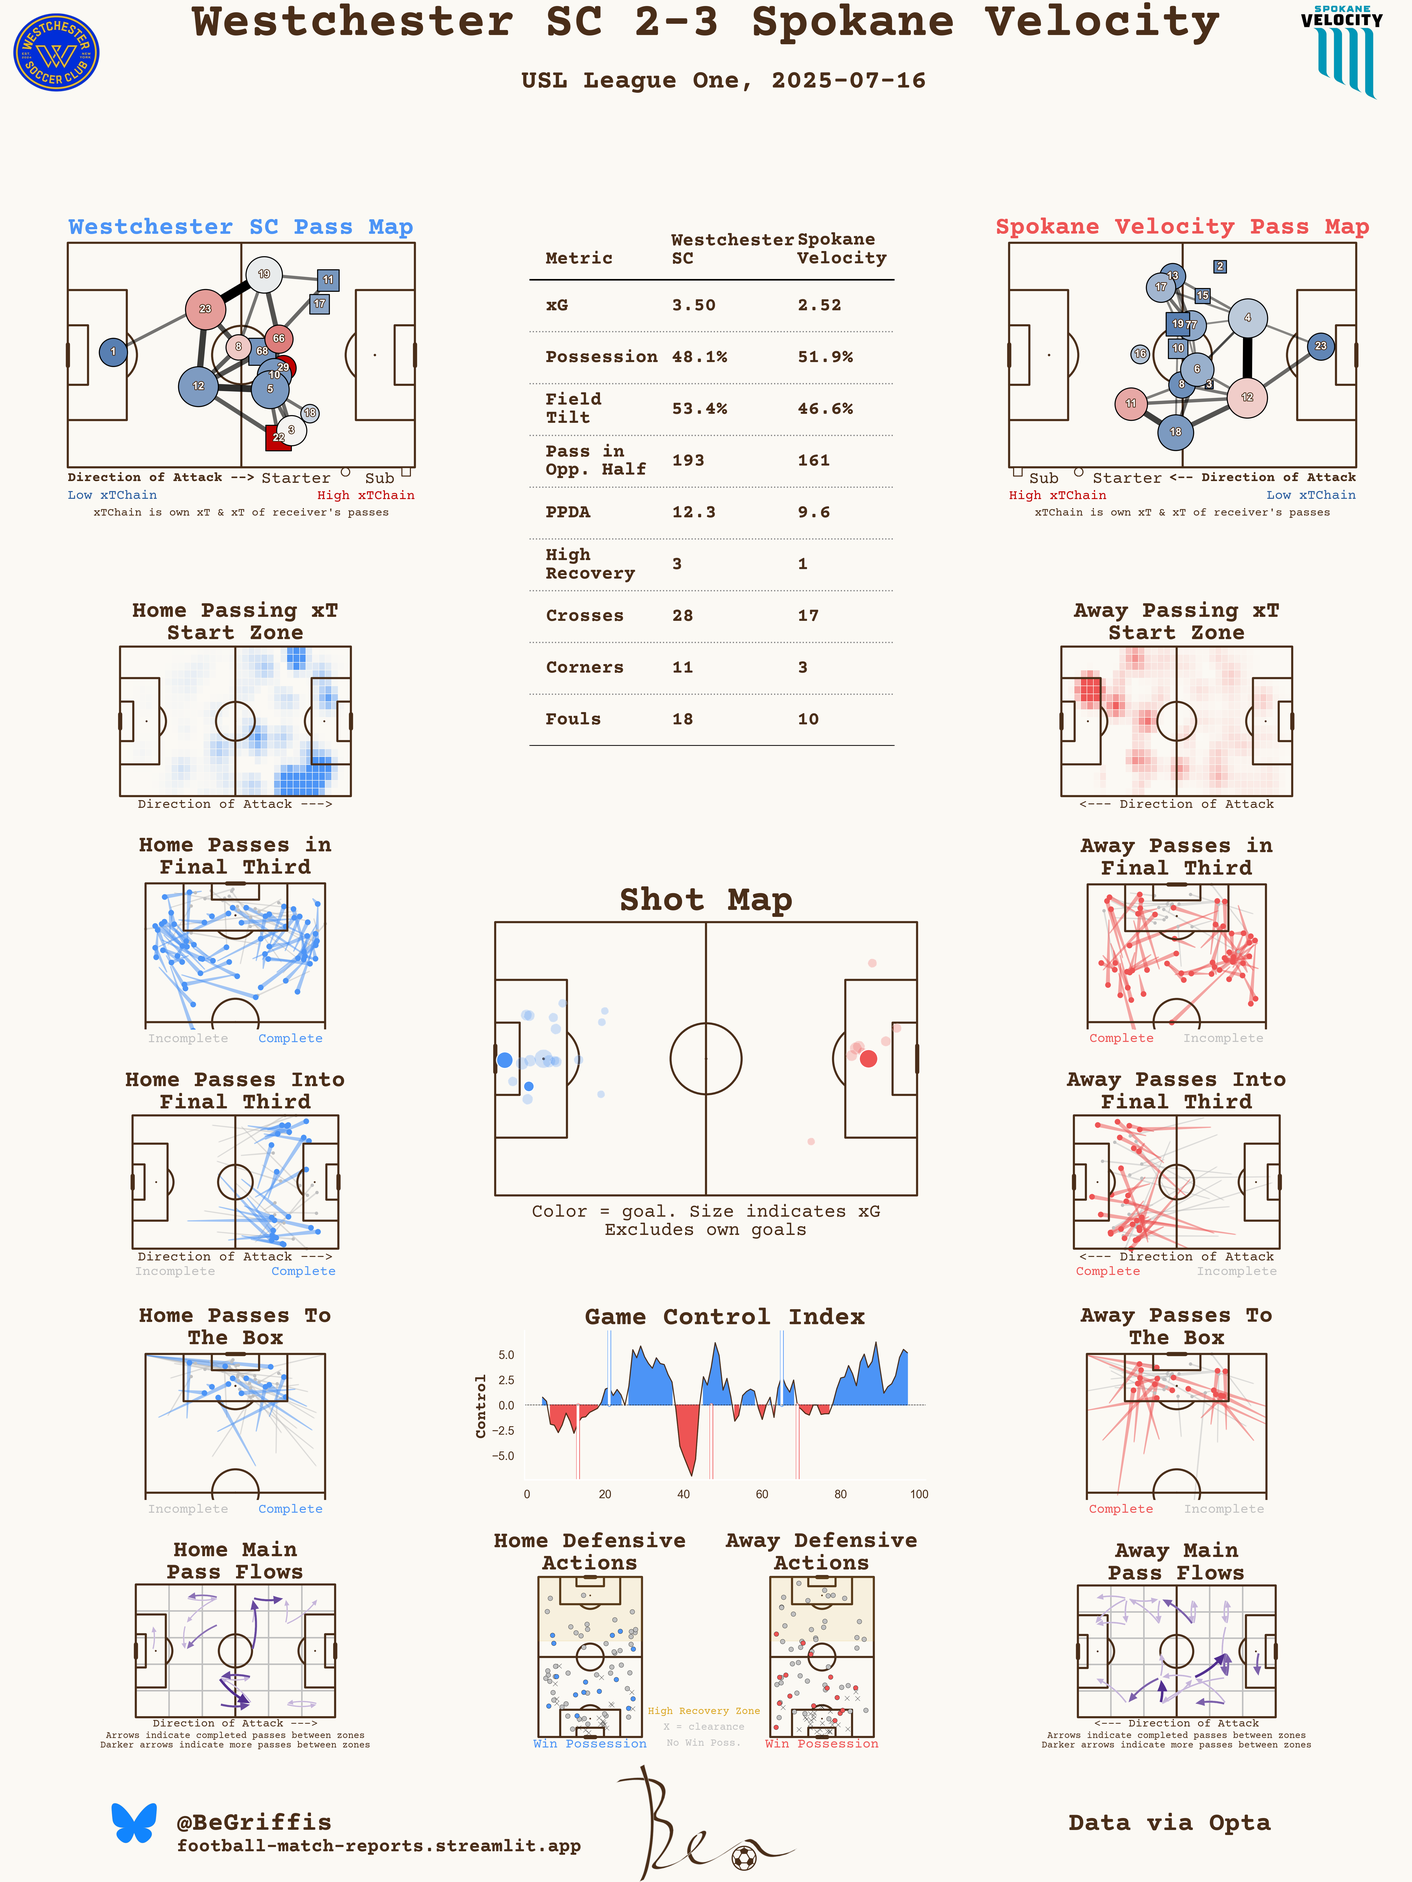 Westchester SC 2-3 Spokane Velocity
USL League One, 2025-07-16
WESTCHESTER
SOCCER CLUB
SPOKANE
VELOCITY
Westchester SC Pass Map
19
11
17
23
66
8
68
1
29
10
12
5
18
3
22
Direction of Attack --> Starter Sub
Low xTChain High xTChain
xTChain is own xT & xT of receiver's passes
Metric Westchester SC Spokane Velocity
xG 3.50 2.52
Possession 48.1% 51.9%
Field Tilt 53.4% 46.6%
Pass in Opp. Half 193 161
PPDA 12.3 9.6
High Recovery 3 1
Crosses 28 17
Corners 11 3
Fouls 18 10
Spokane Velocity Pass Map
2
13
17
15
4
19
77
10
16
23
6
8
3
12
11
18
Sub Starter <-- Direction of Attack
High xTChain Low xTChain
xTChain is own xT & xT of receiver's passes
Home Passing xT
Start Zone
Direction of Attack --->
Away Passing xT
Start Zone
<--- Direction of Attack
Home Passes in
Final Third
Incomplete Complete
Away Passes in
Final Third
Complete Incomplete
Shot Map
Color = goal. Size indicates xG
Excludes own goals
Home Passes Into
Final Third
Direction of Attack --->
Incomplete Complete
Away Passes Into
Final Third
<--- Direction of Attack
Complete Incomplete
Home Passes To
The Box
Incomplete Complete
Game Control Index
Control
5.0
2.5
0.0
−2.5
−5.0
0 20 40 60 80 100
Away Passes To
The Box
Complete Incomplete
Home Main
Pass Flows
Direction of Attack --->
Arrows indicate completed passes between zones
Darker arrows indicate more passes between zones
Home Defensive
Actions
Win Possession
High Recovery Zone
X = clearance
No Win Poss.
Away Defensive
Actions
Win Possession
Away Main
Pass Flows
<--- Direction of Attack
Arrows indicate completed passes between zones
Darker arrows indicate more passes between zones
@BeGriffis
football-match-reports.streamlit.app
Ben
Data via Opta